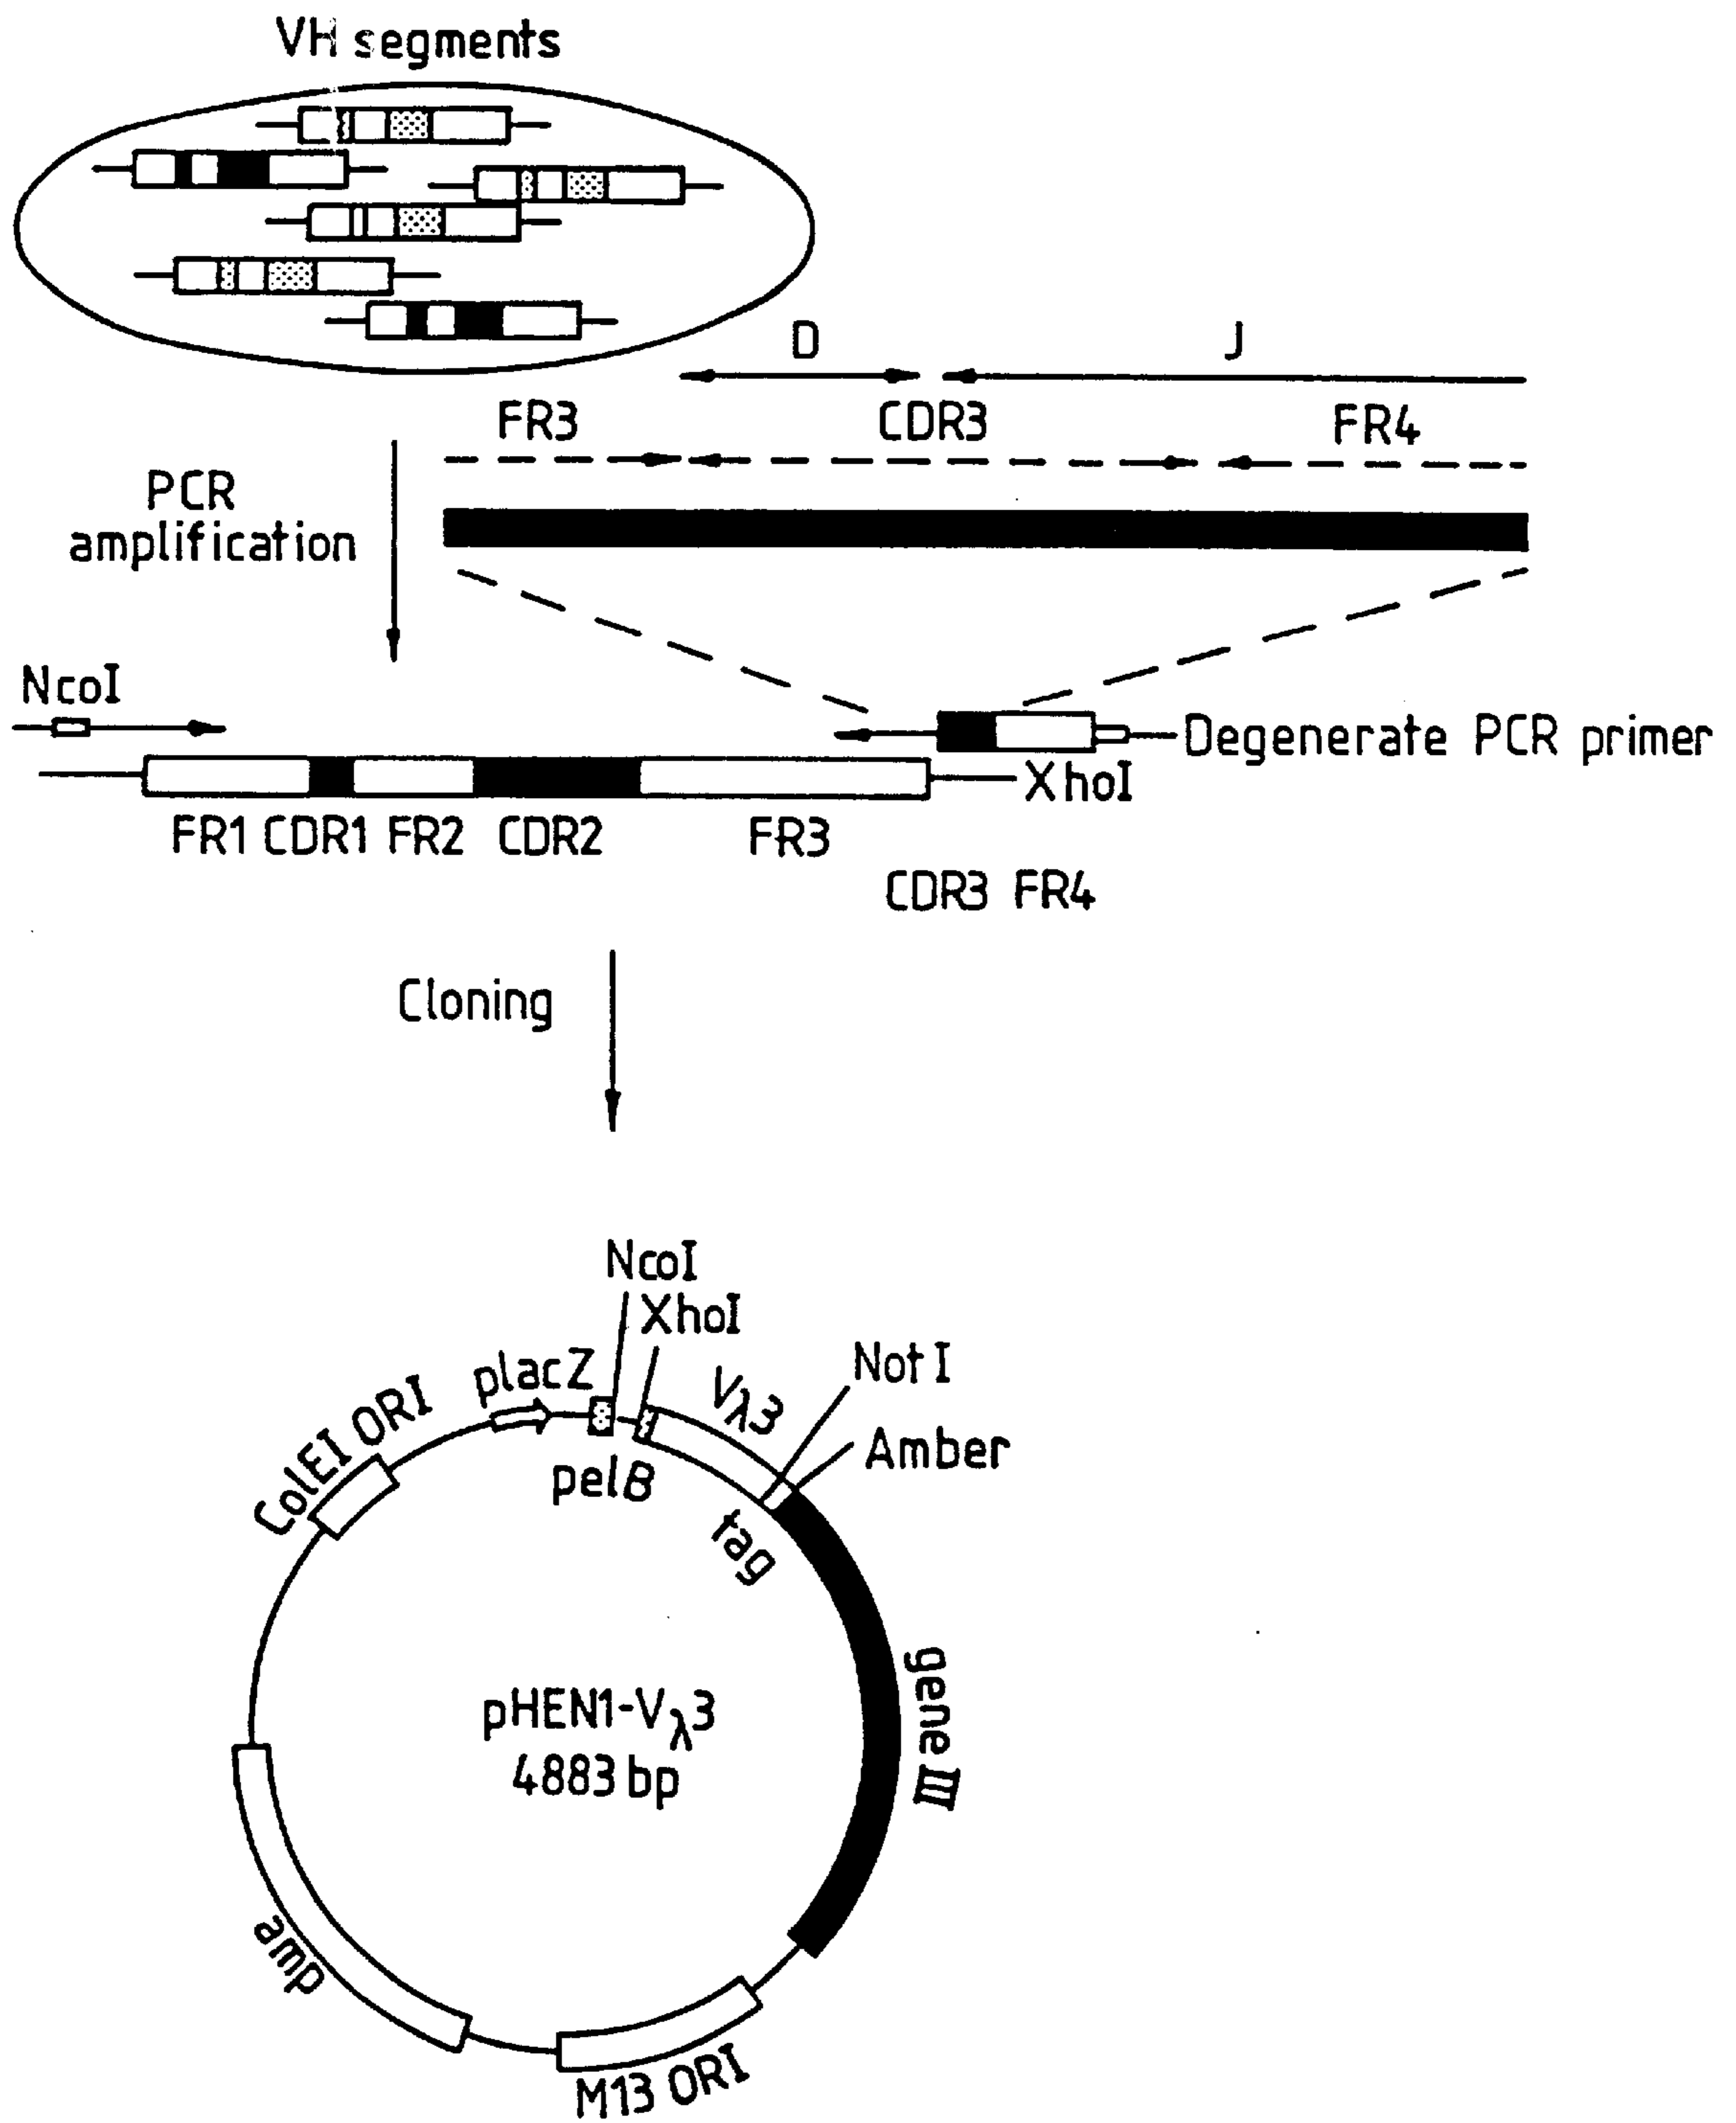 VH segments
D
J
FR3
CDR3
FR4
PCR
amplification
NcoI
Degenerate PCR primer
XhoI
FR1 CDR1 FR2 CDR2 FR3
CDR3 FR4
Cloning
NcoI
XhoI
placZ
Vλ3
Not I
Amber
ColEI ORI
pelB
tag
gene III
pHEN1-Vλ3
4883 bp
amp
M13 ORI